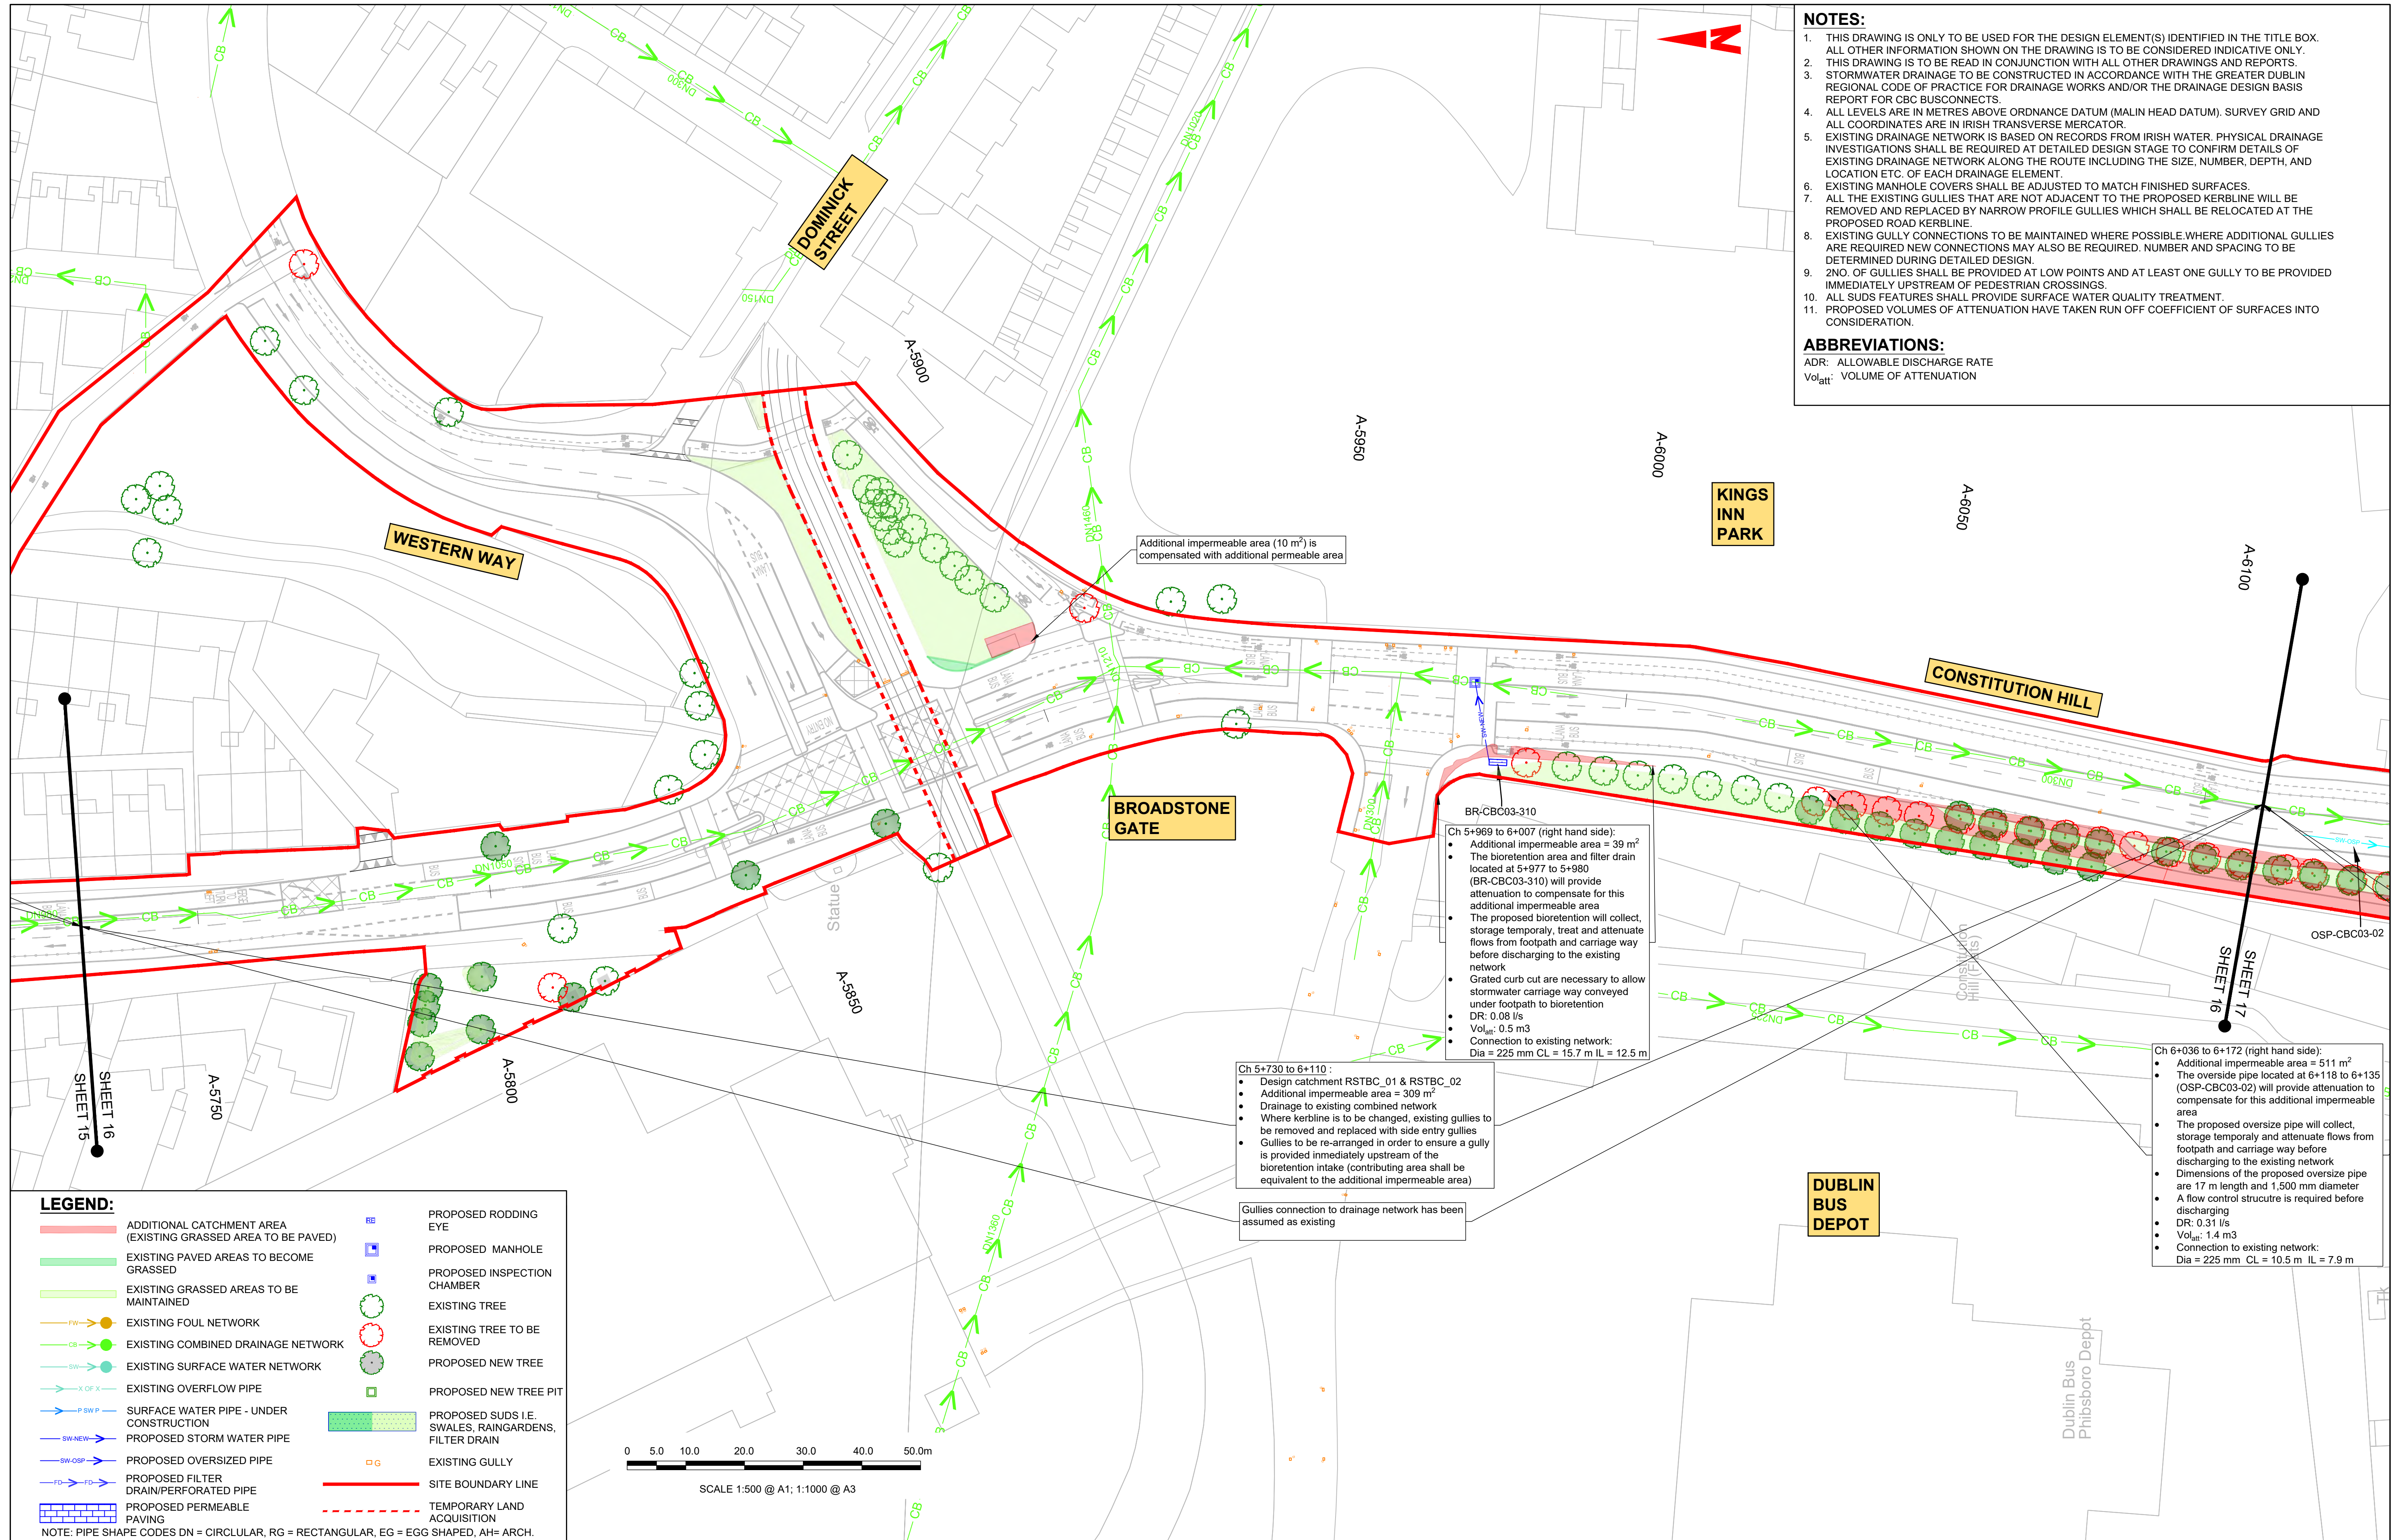 NOTES:
1. THIS DRAWING IS ONLY TO BE USED FOR THE DESIGN ELEMENT(S) IDENTIFIED IN THE TITLE BOX.
ALL OTHER INFORMATION SHOWN ON THE DRAWING IS TO BE CONSIDERED INDICATIVE ONLY.
2. THIS DRAWING IS TO BE READ IN CONJUNCTION WITH ALL OTHER DRAWINGS AND REPORTS.
3. STORMWATER DRAINAGE TO BE CONSTRUCTED IN ACCORDANCE WITH THE GREATER DUBLIN
REGIONAL CODE OF PRACTICE FOR DRAINAGE WORKS AND/OR THE DRAINAGE DESIGN BASIS
REPORT FOR CBC BUSCONNECTS.
4. ALL LEVELS ARE IN METRES ABOVE ORDNANCE DATUM (MALIN HEAD DATUM). SURVEY GRID AND
ALL COORDINATES ARE IN IRISH TRANSVERSE MERCATOR.
5. EXISTING DRAINAGE NETWORK IS BASED ON RECORDS FROM IRISH WATER. PHYSICAL DRAINAGE
INVESTIGATIONS SHALL BE REQUIRED AT DETAILED DESIGN STAGE TO CONFIRM DETAILS OF
EXISTING DRAINAGE NETWORK ALONG THE ROUTE INCLUDING THE SIZE, NUMBER, DEPTH, AND
LOCATION ETC. OF EACH DRAINAGE ELEMENT.
6. EXISTING MANHOLE COVERS SHALL BE ADJUSTED TO MATCH FINISHED SURFACES.
7. ALL THE EXISTING GULLIES THAT ARE NOT ADJACENT TO THE PROPOSED KERBLINE WILL BE
REMOVED AND REPLACED BY NARROW PROFILE GULLIES WHICH SHALL BE RELOCATED AT THE
PROPOSED ROAD KERBLINE.
8. EXISTING GULLY CONNECTIONS TO BE MAINTAINED WHERE POSSIBLE.WHERE ADDITIONAL GULLIES
ARE REQUIRED NEW CONNECTIONS MAY ALSO BE REQUIRED. NUMBER AND SPACING TO BE
DETERMINED DURING DETAILED DESIGN.
9. 2NO. OF GULLIES SHALL BE PROVIDED AT LOW POINTS AND AT LEAST ONE GULLY TO BE PROVIDED
IMMEDIATELY UPSTREAM OF PEDESTRIAN CROSSINGS.
10. ALL SUDS FEATURES SHALL PROVIDE SURFACE WATER QUALITY TREATMENT.
11. PROPOSED VOLUMES OF ATTENUATION HAVE TAKEN RUN OFF COEFFICIENT OF SURFACES INTO
CONSIDERATION.
ABBREVIATIONS:
ADR: ALLOWABLE DISCHARGE RATE
Volatt: VOLUME OF ATTENUATION
N
DOMINICK
STREET
WESTERN WAY
KINGS
INN
PARK
CONSTITUTION HILL
BROADSTONE
GATE
DUBLIN
BUS
DEPOT
A-5750
A-5800
A-5850
A-5900
A-5950
A-6000
A-6050
A-6100
SHEET 15
SHEET 16
SHEET 16
SHEET 17
DN300
DN1020
DN150
DN1210
DN1050
DN300
DN300
DN225
DN1360
Statue
NO ENTRY
Constitution
Hill (Flats)
Dublin Bus
Phibsboro Depot
SW-NEW
SW-OSP
BR-CBC03-310
OSP-CBC03-02
Additional impermeable area (10 m²) is
compensated with additional permeable area
Ch 5+969 to 6+007 (right hand side):
• Additional impermeable area = 39 m²
• The bioretention area and filter drain
located at 5+977 to 5+980
(BR-CBC03-310) will provide
attenuation to compensate for this
additional impermeable area
• The proposed bioretention will collect,
storage temporaly, treat and attenuate
flows from footpath and carriage way
before discharging to the existing
network
• Grated curb cut are necessary to allow
stormwater carriage way conveyed
under footpath to bioretention
• DR: 0.08 l/s
• Volatt: 0.5 m3
• Connection to existing network:
Dia = 225 mm CL = 15.7 m IL = 12.5 m
Ch 5+730 to 6+110 :
• Design catchment RSTBC_01 & RSTBC_02
• Additional impermeable area = 309 m²
• Drainage to existing combined network
• Where kerbline is to be changed, existing gullies to
be removed and replaced with side entry gullies
• Gullies to be re-arranged in order to ensure a gully
is provided inmediately upstream of the
bioretention intake (contributing area shall be
equivalent to the additional impermeable area)
Gullies connection to drainage network has been
assumed as existing
Ch 6+036 to 6+172 (right hand side):
• Additional impermeable area = 511 m²
• The overside pipe located at 6+118 to 6+135
(OSP-CBC03-02) will provide attenuation to
compensate for this additional impermeable
area
• The proposed oversize pipe will collect,
storage temporaly and attenuate flows from
footpath and carriage way before
discharging to the existing network
• Dimensions of the proposed oversize pipe
are 17 m length and 1,500 mm diameter
• A flow control strucutre is required before
discharging
• DR: 0.31 l/s
• Volatt: 1.4 m3
• Connection to existing network:
Dia = 225 mm CL = 10.5 m IL = 7.9 m
LEGEND:
ADDITIONAL CATCHMENT AREA
(EXISTING GRASSED AREA TO BE PAVED)
EXISTING PAVED AREAS TO BECOME
GRASSED
EXISTING GRASSED AREAS TO BE
MAINTAINED
FW EXISTING FOUL NETWORK
CB EXISTING COMBINED DRAINAGE NETWORK
SW EXISTING SURFACE WATER NETWORK
X OF X EXISTING OVERFLOW PIPE
P SW P SURFACE WATER PIPE - UNDER
CONSTRUCTION
SW-NEW PROPOSED STORM WATER PIPE
SW-OSP PROPOSED OVERSIZED PIPE
FD FD PROPOSED FILTER
DRAIN/PERFORATED PIPE
PROPOSED PERMEABLE
PAVING
RE PROPOSED RODDING
EYE
PROPOSED MANHOLE
PROPOSED INSPECTION
CHAMBER
EXISTING TREE
EXISTING TREE TO BE
REMOVED
PROPOSED NEW TREE
PROPOSED NEW TREE PIT
PROPOSED SUDS I.E.
SWALES, RAINGARDENS,
FILTER DRAIN
G EXISTING GULLY
SITE BOUNDARY LINE
TEMPORARY LAND
ACQUISITION
NOTE: PIPE SHAPE CODES DN = CIRCLULAR, RG = RECTANGULAR, EG = EGG SHAPED, AH= ARCH.
0 5.0 10.0 20.0 30.0 40.0 50.0m
SCALE 1:500 @ A1; 1:1000 @ A3